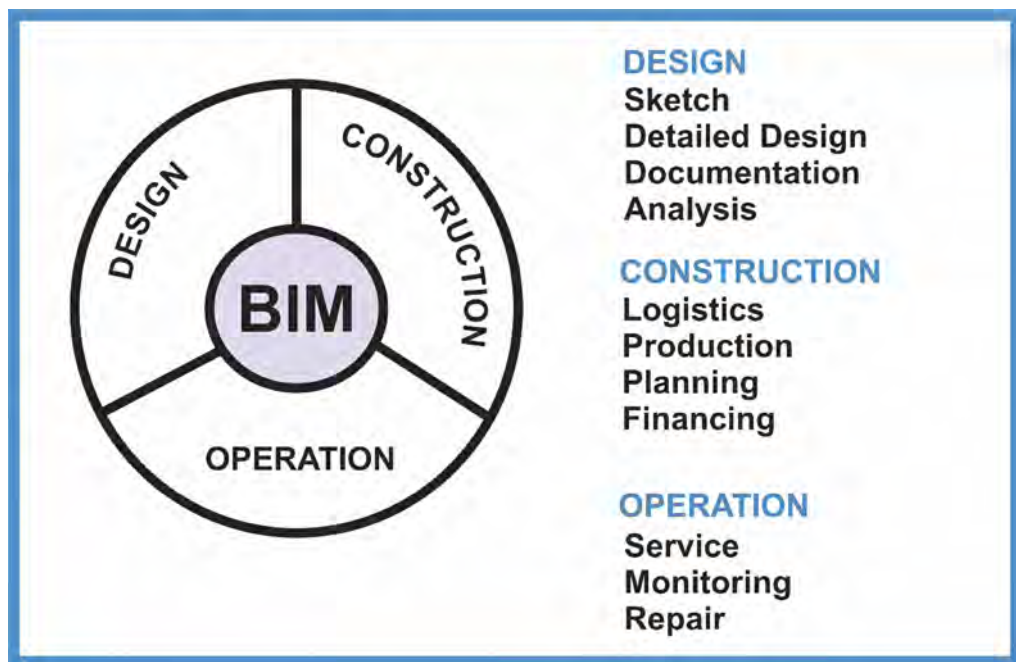 DESIGN
CONSTRUCTION
BIM
OPERATION
DESIGN
Sketch
Detailed Design
Documentation
Analysis
CONSTRUCTION
Logistics
Production
Planning
Financing
OPERATION
Service
Monitoring
Repair